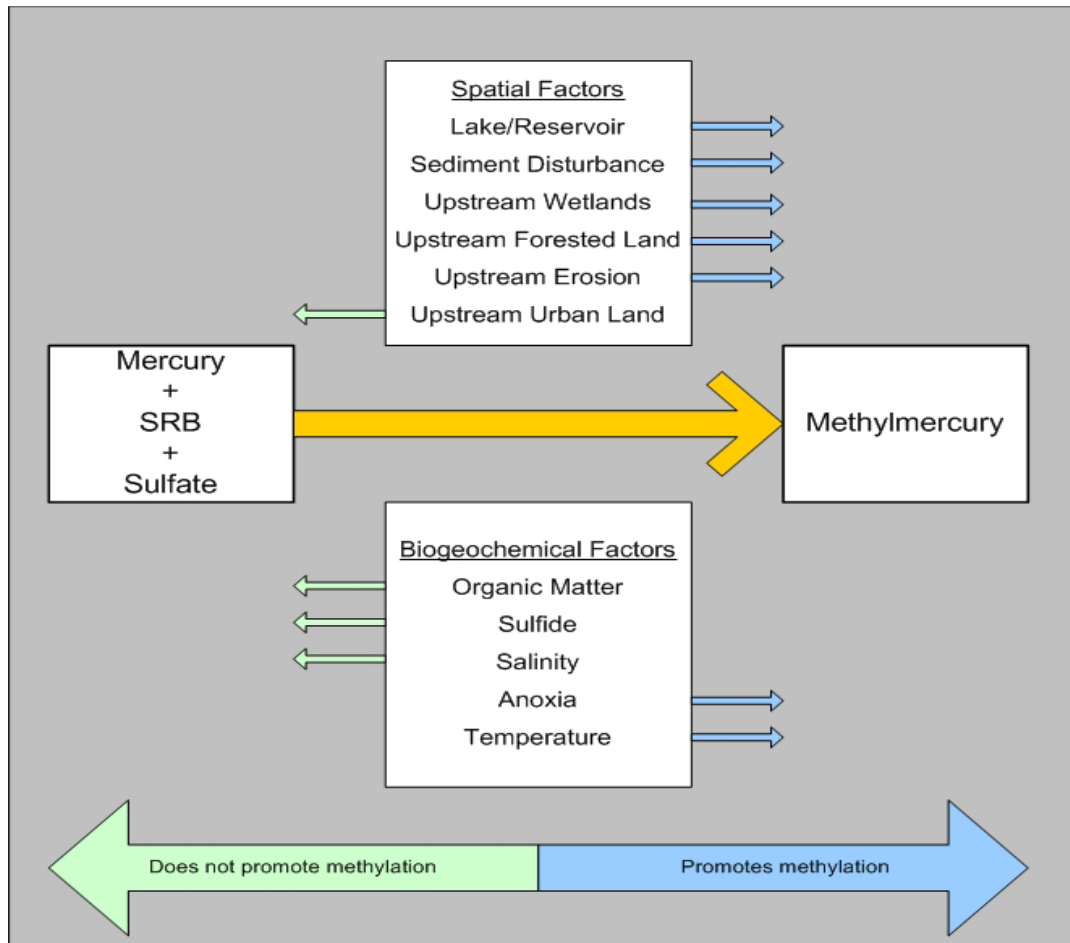 Spatial Factors
Lake/Reservoir
Sediment Disturbance
Upstream Wetlands
Upstream Forested Land
Upstream Erosion
Upstream Urban Land
Mercury
+
SRB
+
Sulfate
Methylmercury
Biogeochemical Factors
Organic Matter
Sulfide
Salinity
Anoxia
Temperature
Does not promote methylation
Promotes methylation